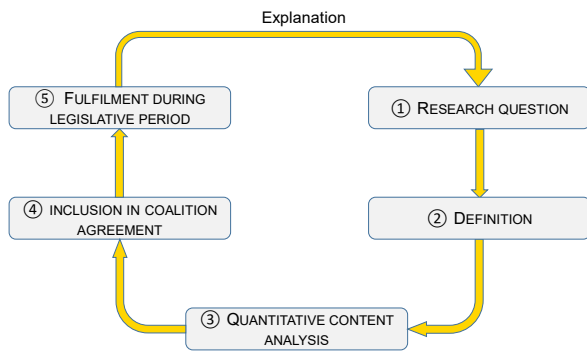 Explanation
① RESEARCH QUESTION
② DEFINITION
③ QUANTITATIVE CONTENT
ANALYSIS
④ INCLUSION IN COALITION
AGREEMENT
⑤ FULFILMENT DURING
LEGISLATIVE PERIOD